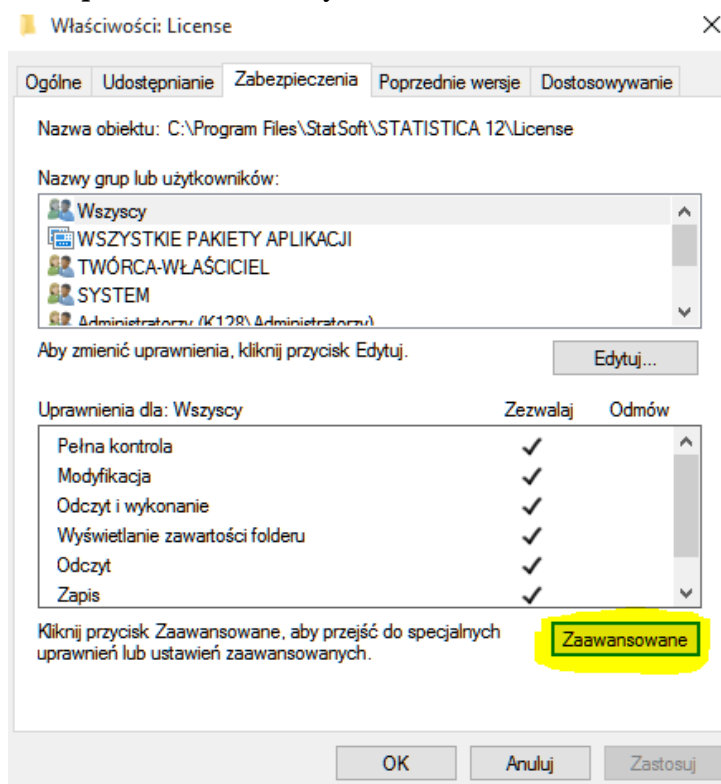 Właściwości: License
Ogólne Udostępnianie Zabezpieczenia Poprzednie wersje Dostosowywanie
Nazwa obiektu: C:\Program Files\StatSoft\STATISTICA 12\License
Nazwy grup lub użytkowników:
Wszyscy
WSZYSTKIE PAKIETY APLIKACJI
TWÓRCA-WŁAŚCICIEL
SYSTEM
Administratorzy (K128\Administratorzy)
Aby zmienić uprawnienia, kliknij przycisk Edytuj.
Edytuj...
Uprawnienia dla: Wszyscy Zezwalaj Odmów
Pełna kontrola
Modyfikacja
Odczyt i wykonanie
Wyświetlanie zawartości folderu
Odczyt
Zapis
Kliknij przycisk Zaawansowane, aby przejść do specjalnych
uprawnień lub ustawień zaawansowanych.
Zaawansowane
OK Anuluj Zastosuj